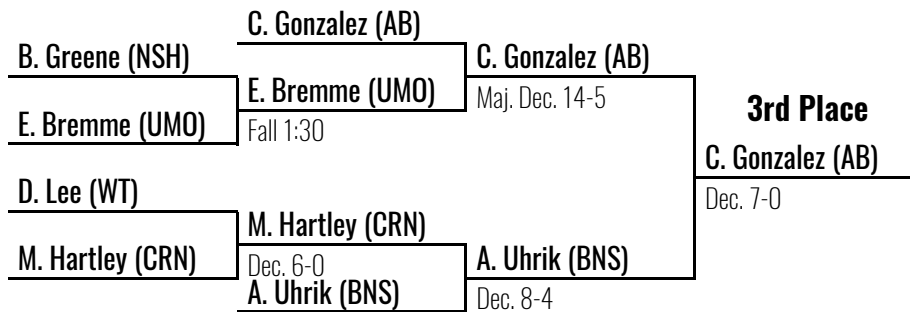 C. Gonzalez (AB)
B. Greene (NSH)
C. Gonzalez (AB)
E. Bremme (UMO)
Maj. Dec. 14-5
3rd Place
E. Bremme (UMO)
Fall 1:30
C. Gonzalez (AB)
D. Lee (WT)
Dec. 7-0
M. Hartley (CRN)
M. Hartley (CRN)
A. Uhrik (BNS)
Dec. 6-0
A. Uhrik (BNS)
Dec. 8-4